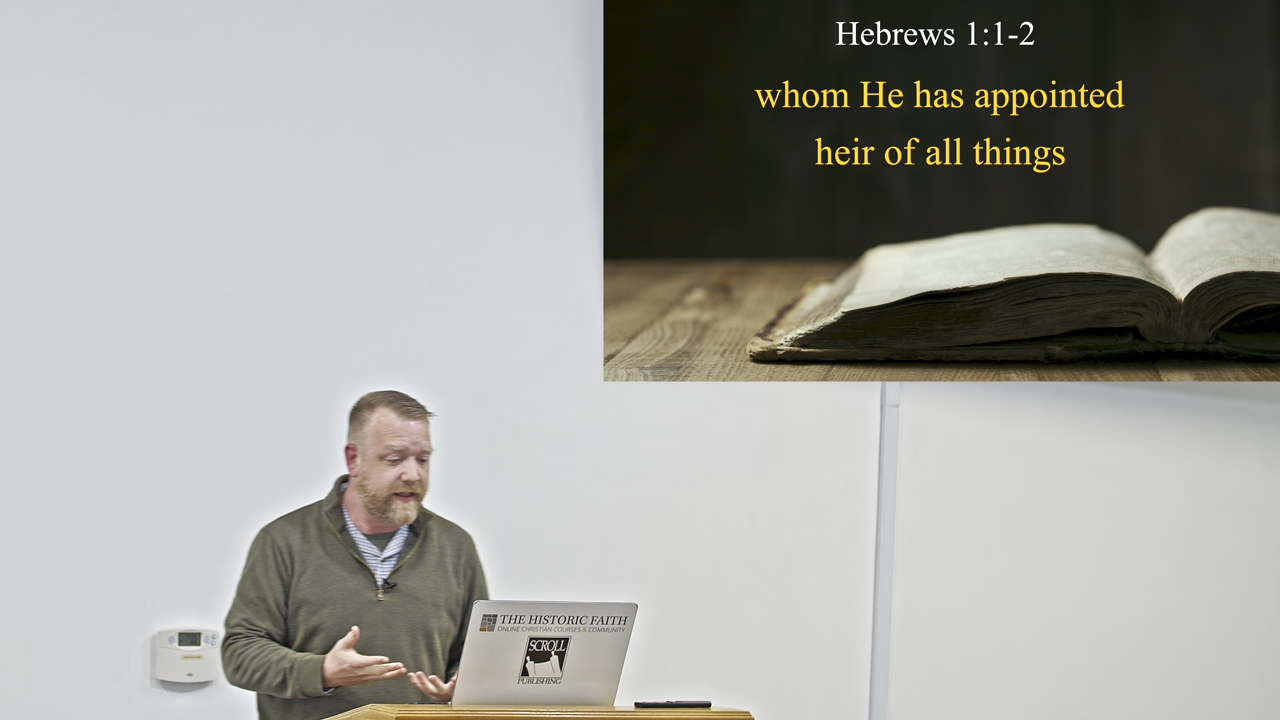 Hebrews 1:1-2
whom He has appointed
heir of all things
THE HISTORIC FAITH
ONLINE CHRISTIAN COURSES & COMMUNITY
SCROLL
PUBLISHING